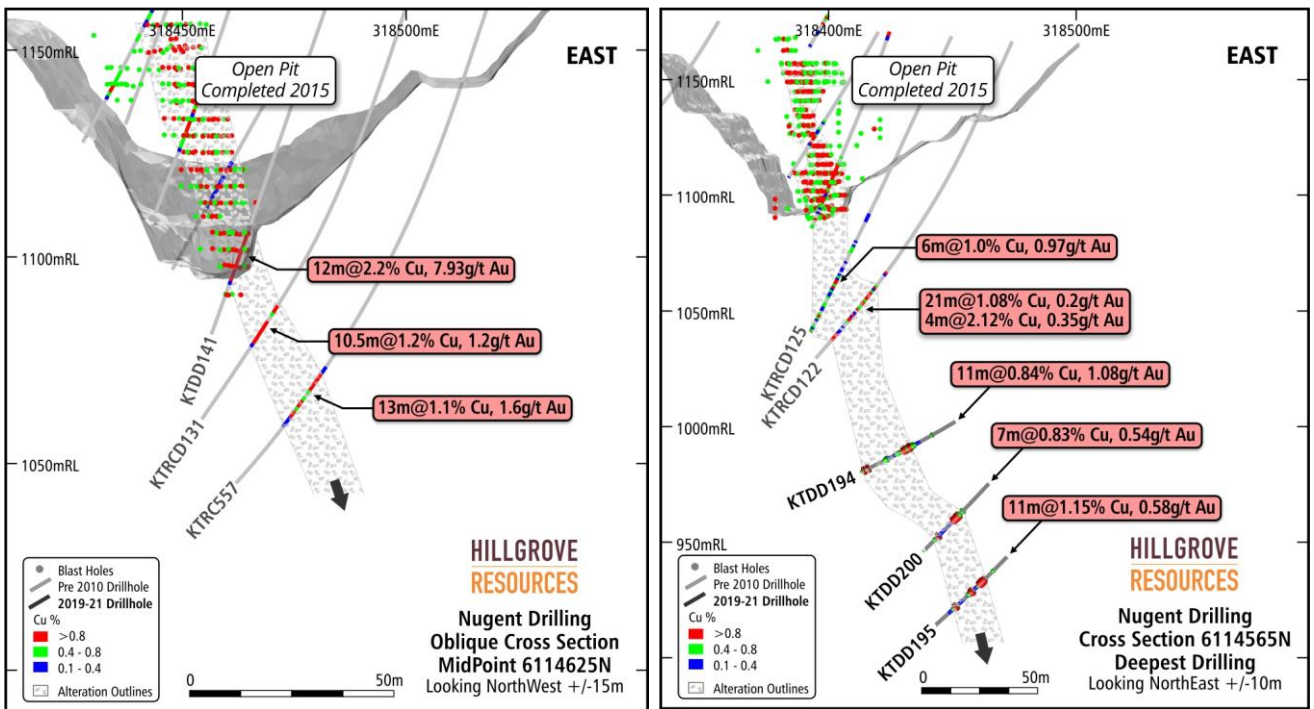 318450mE
318500mE
1150mRL
EAST
Open Pit
Completed 2015
1100mRL
12m@2.2% Cu, 7.93g/t Au
10.5m@1.2% Cu, 1.2g/t Au
13m@1.1% Cu, 1.6g/t Au
KTDD141
KTRCD131
KTRC557
1050mRL
Blast Holes
Pre 2010 Drillhole
2019-21 Drillhole
Cu %
>0.8
0.4 - 0.8
0.1 - 0.4
Alteration Outlines
0
50m
HILLGROVE
RESOURCES
Nugent Drilling
Oblique Cross Section
MidPoint 6114625N
Looking NorthWest +/-15m
318400mE
318500mE
EAST
1150mRL
Open Pit
Completed 2015
1100mRL
6m@1.0% Cu, 0.97g/t Au
21m@1.08% Cu, 0.2g/t Au
4m@2.12% Cu, 0.35g/t Au
1050mRL
KTRCD125
KTRCD122
11m@0.84% Cu, 1.08g/t Au
1000mRL
7m@0.83% Cu, 0.54g/t Au
KTDD194
11m@1.15% Cu, 0.58g/t Au
KTDD200
950mRL
KTDD195
Blast Holes
Pre 2010 Drillhole
2019-21 Drillhole
Cu %
>0.8
0.4 - 0.8
0.1 - 0.4
Alteration Outlines
0
50m
HILLGROVE
RESOURCES
Nugent Drilling
Cross Section 6114565N
Deepest Drilling
Looking NorthEast +/-10m